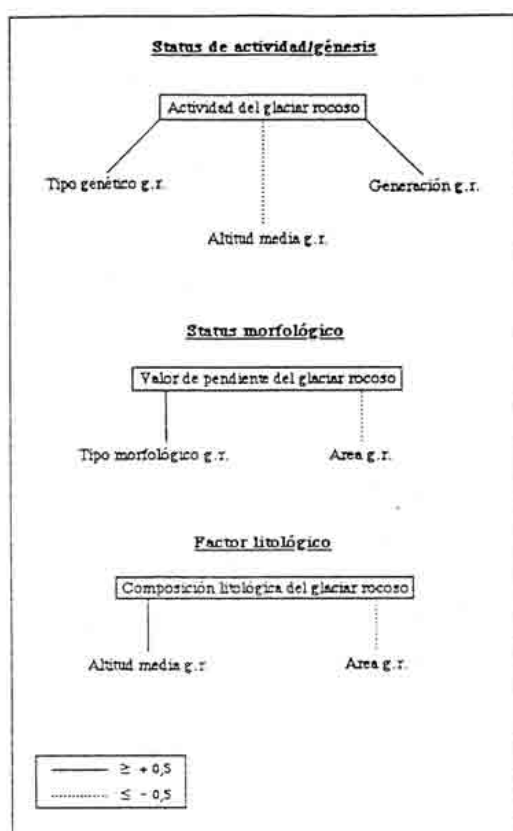 Status de actividad/génesis
Actividad del glaciar rocoso
Tipo genético g.r.
Generación g.r.
Altitud media g.r.
Status morfológico
Valor de pendiente del glaciar rocoso
Tipo morfológico g.r.
Area g.r.
Factor litológico
Composición litológica del glaciar rocoso
Altitud media g.r
Area g.r.
≥ + 0,5
≤ - 0,5